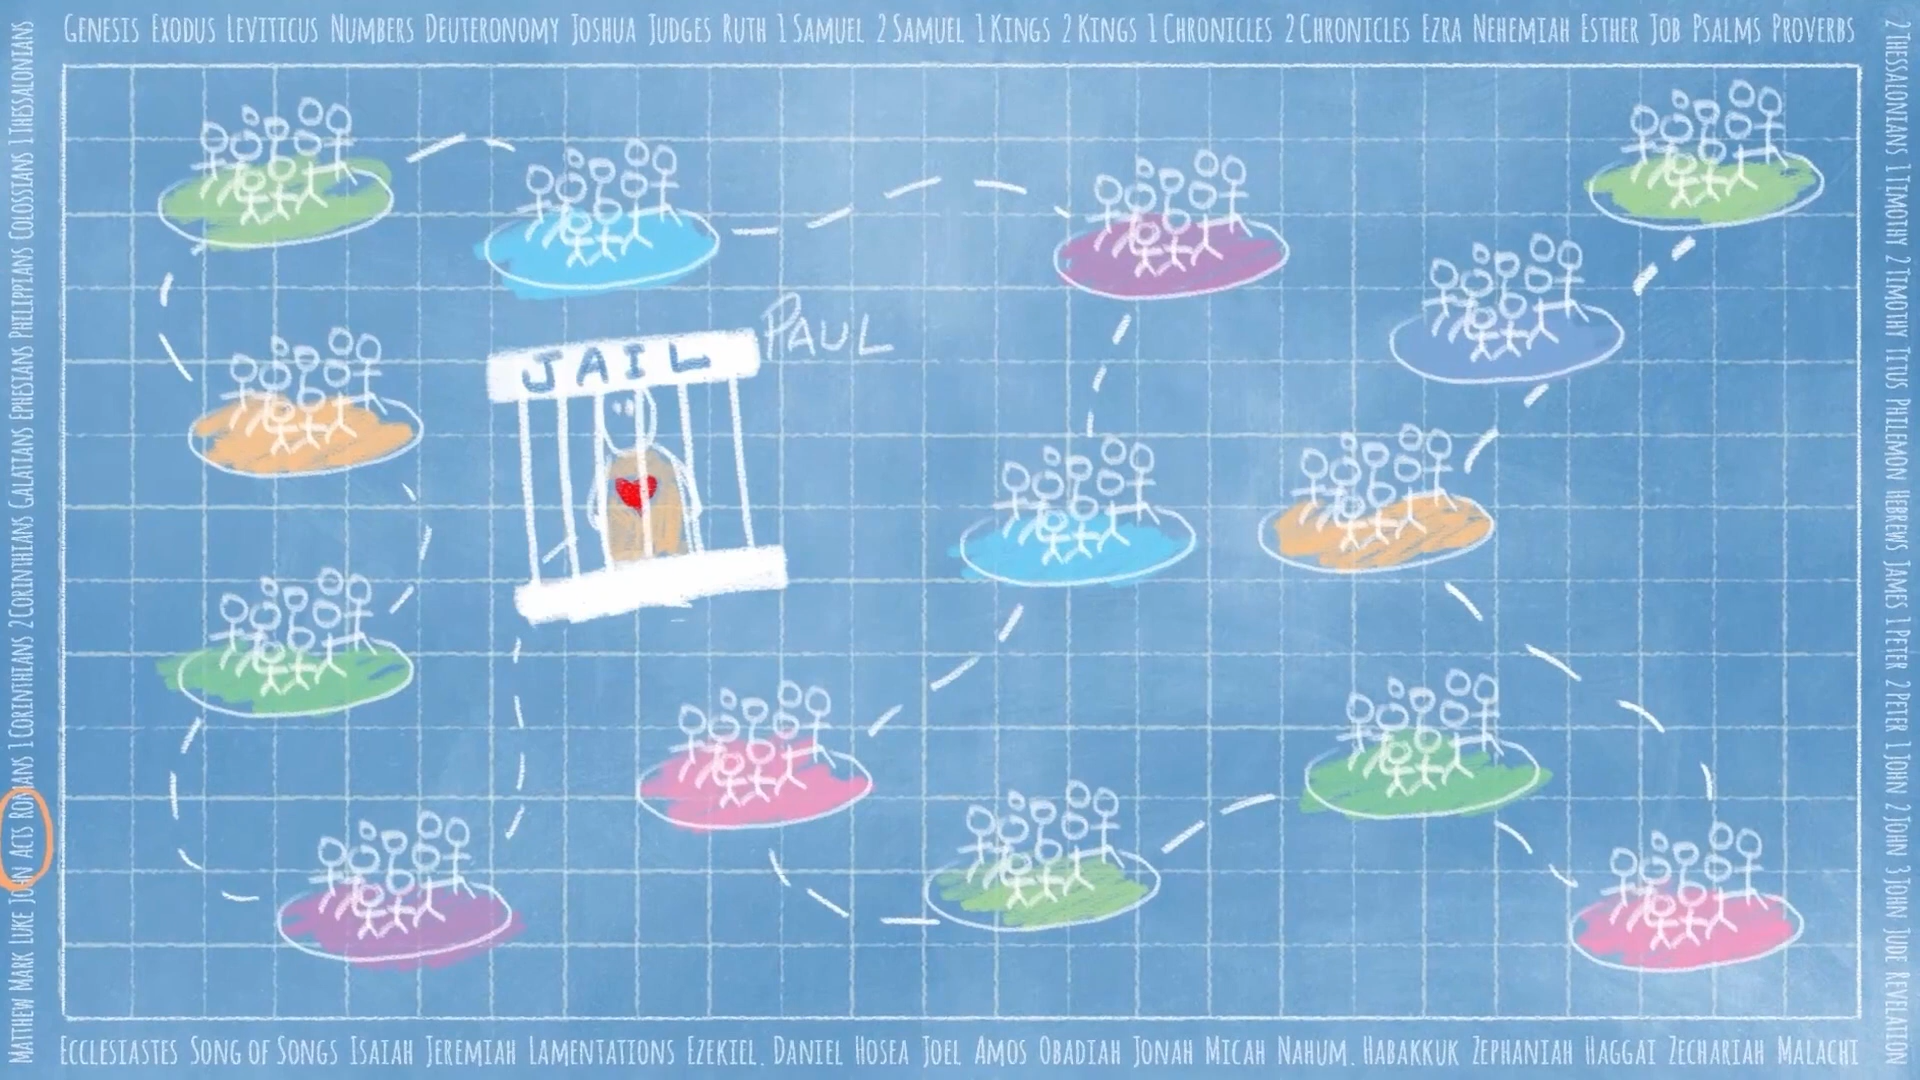 Genesis Exodus Leviticus Numbers Deuteronomy Joshua Judges Ruth 1 Samuel 2 Samuel 1 Kings 2 Kings 1 Chronicles 2 Chronicles Ezra Nehemiah Esther Job Psalms Proverbs
Paul
JAIL
Matthew Mark Luke John Acts Romans 1 Corinthians 2 Corinthians Galatians Ephesians Philippians Colossians 1 Thessalonians
2 Thessalonians 1 Timothy 2 Timothy Titus Philemon Hebrews James 1 Peter 2 Peter 1 John 2 John 3 John Jude Revelation
Ecclesiastes Song of Songs Isaiah Jeremiah Lamentations Ezekiel. Daniel Hosea Joel Amos Obadiah Jonah Micah Nahum. Habakkuk Zephaniah Haggai Zechariah Malachi